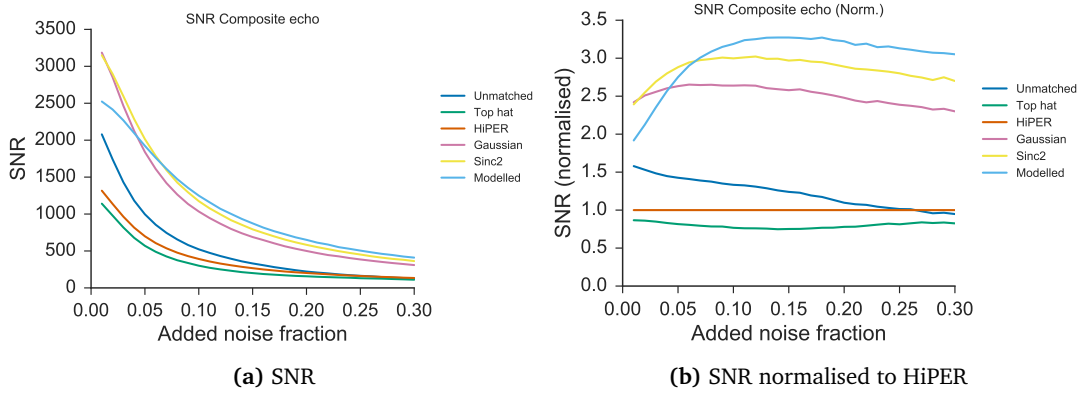 SNR Composite echo
3500
3000
2500
2000
1500
1000
500
0
SNR
0.00 0.05 0.10 0.15 0.20 0.25 0.30
Added noise fraction
Unmatched
Top hat
HiPER
Gaussian
Sinc2
Modelled
(a) SNR
SNR Composite echo (Norm.)
3.5
3.0
2.5
2.0
1.5
1.0
0.5
0.0
SNR (normalised)
0.00 0.05 0.10 0.15 0.20 0.25 0.30
Added noise fraction
Unmatched
Top hat
HiPER
Gaussian
Sinc2
Modelled
(b) SNR normalised to HiPER